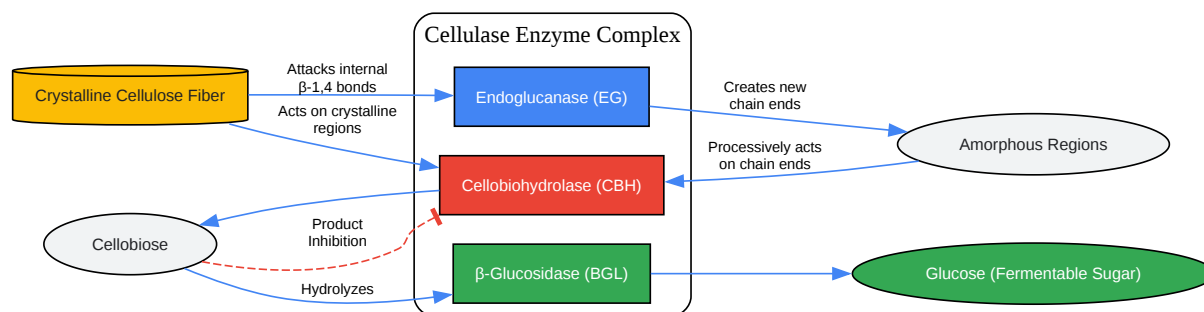 Cellulase Enzyme Complex
Crystalline Cellulose Fiber
Attacks internal
β-1,4 bonds
Endoglucanase (EG)
Creates new
chain ends
Acts on crystalline
regions
Amorphous Regions
Processively acts
on chain ends
Cellobiohydrolase (CBH)
Cellobiose
Product
Inhibition
Hydrolyzes
β-Glucosidase (BGL)
Glucose (Fermentable Sugar)